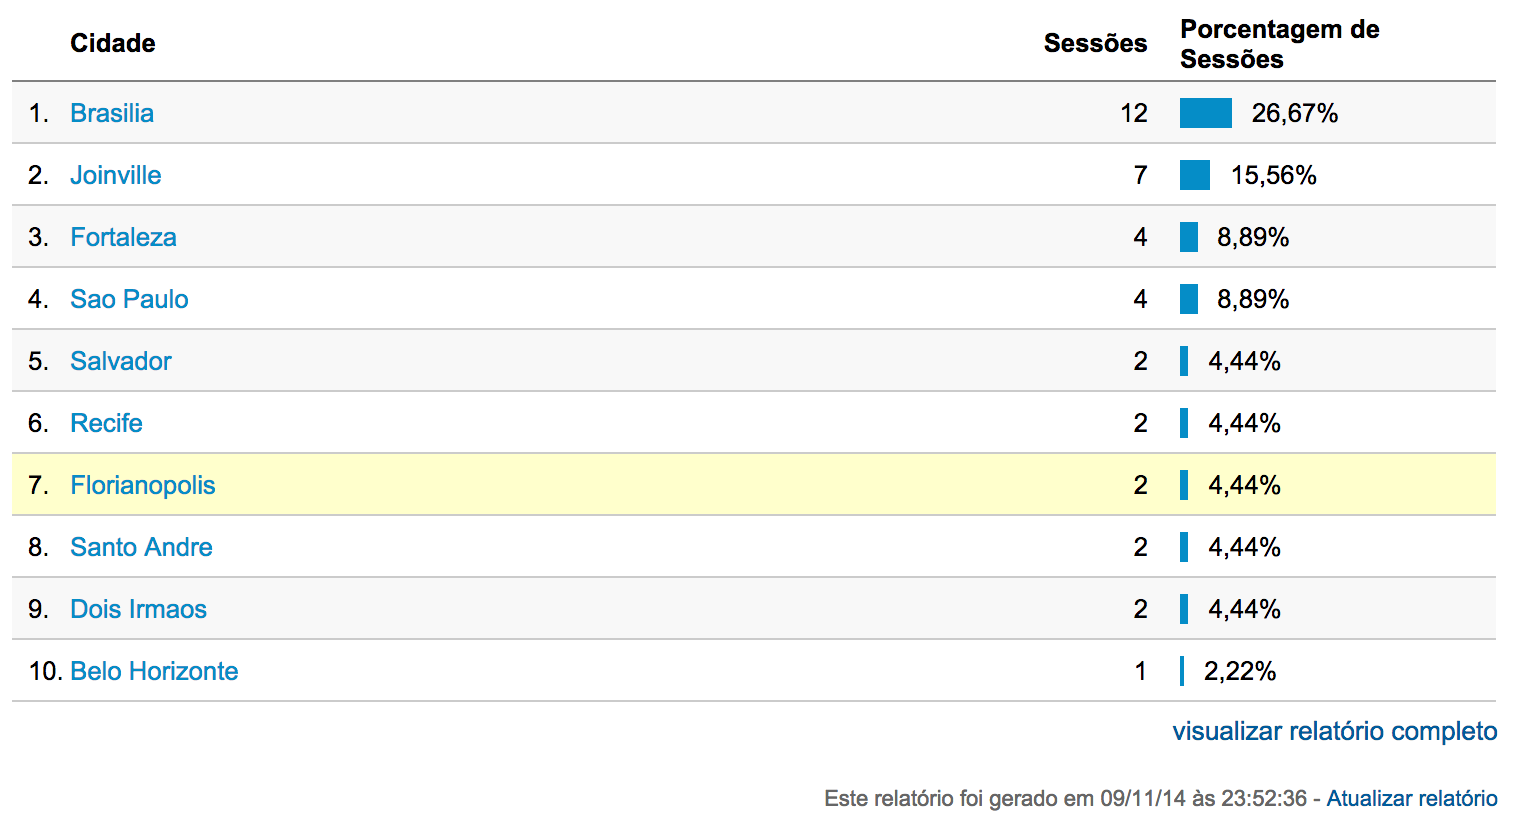 Cidade Sessões Porcentagem de
Sessões
1. Brasilia 12 26,67%
2. Joinville 7 15,56%
3. Fortaleza 4 8,89%
4. Sao Paulo 4 8,89%
5. Salvador 2 4,44%
6. Recife 2 4,44%
7. Florianopolis 2 4,44%
8. Santo Andre 2 4,44%
9. Dois Irmaos 2 4,44%
10. Belo Horizonte 1 2,22%
visualizar relatório completo
Este relatório foi gerado em 09/11/14 às 23:52:36 - Atualizar relatório